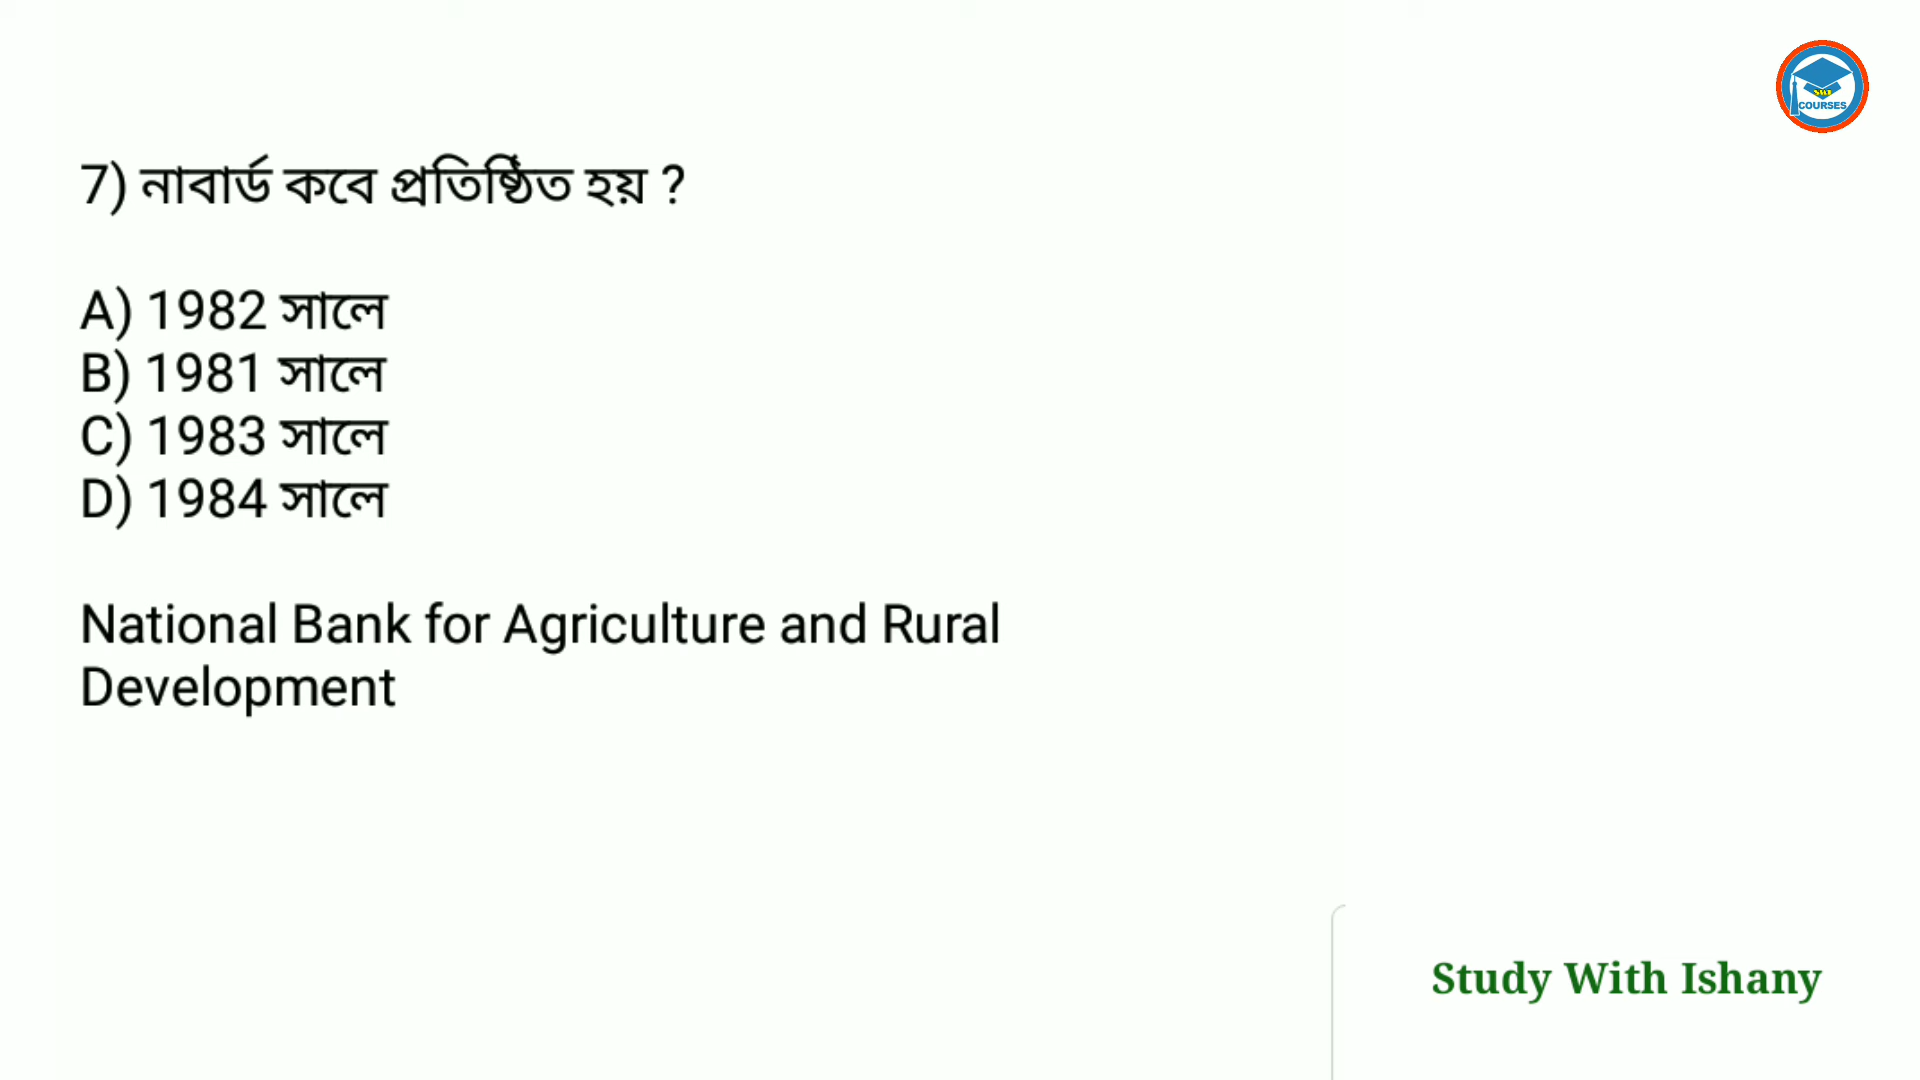 SWI
COURSES
7) নাবার্ড কবে প্রতিষ্ঠিত হয় ?
A) 1982 সালে
B) 1981 সালে
C) 1983 সালে
D) 1984 সালে
National Bank for Agriculture and Rural
Development
Study With Ishany